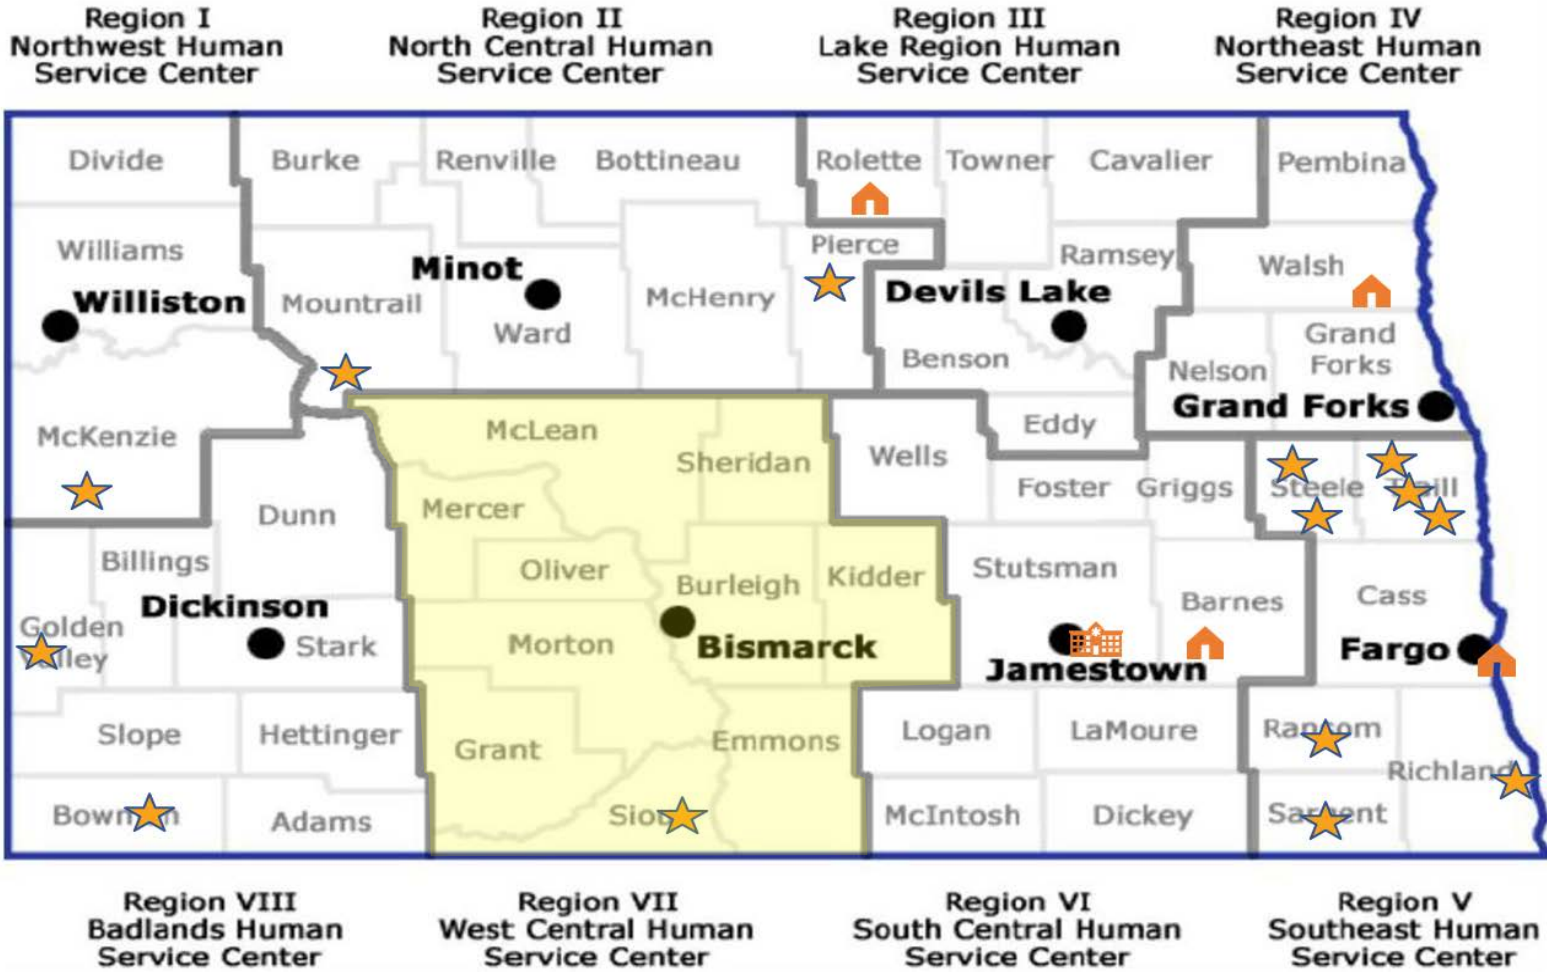 Region I
Northwest Human
Service Center
Region II
North Central Human
Service Center
Region III
Lake Region Human
Service Center
Region IV
Northeast Human
Service Center
Divide
Burke
Renville
Bottineau
Rolette
Towner
Cavalier
Pembina
Williams
Pierce
Ramsey
Walsh
Minot
Williston
Mountrail
McHenry
Devils Lake
Ward
Benson
Nelson
Grand
Forks
Grand Forks
McKenzie
McLean
Eddy
Sheridan
Wells
Dunn
Mercer
Foster
Griggs
Steele
Billings
Oliver
Burleigh
Kidder
Stutsman
Barnes
Cass
Dickinson
Golden
Valley
Stark
Morton
Bismarck
Jamestown
Fargo
Slope
Hettinger
Grant
Emmons
Logan
LaMoure
Ransom
Richland
Bowman
Adams
Sioux
McIntosh
Dickey
Sargent
Region VIII
Badlands Human
Service Center
Region VII
West Central Human
Service Center
Region VI
South Central Human
Service Center
Region V
Southeast Human
Service Center